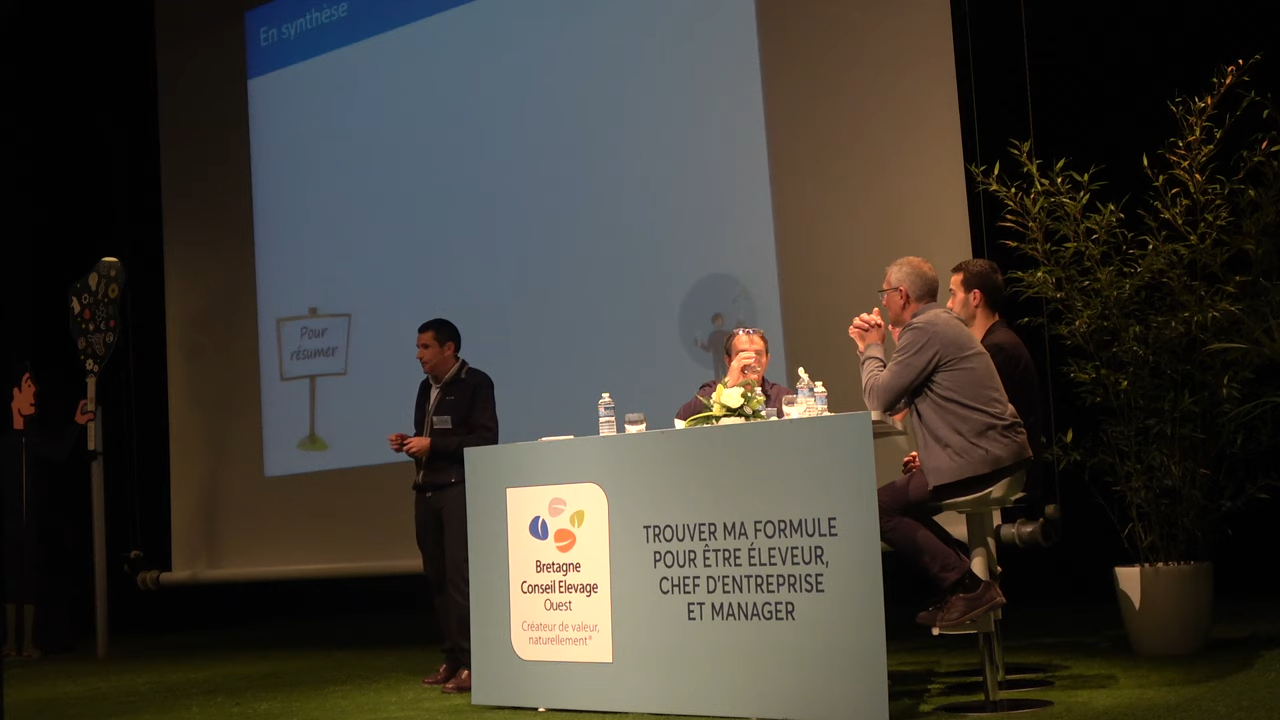 En synthèse
Pour
résumer
Bretagne
Conseil Elevage
Ouest
Créateur de valeur,
naturellement®
TROUVER MA FORMULE
POUR ÊTRE ÉLEVEUR,
CHEF D'ENTREPRISE
ET MANAGER